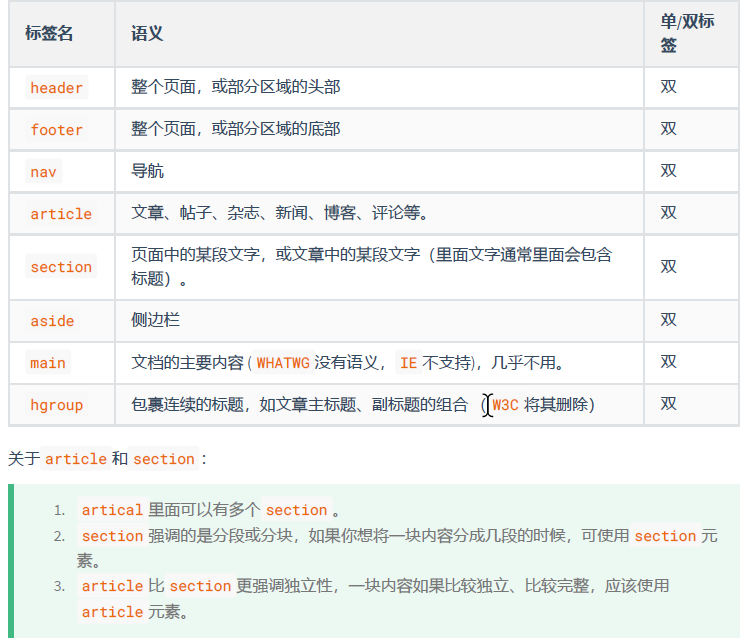 标签名 语义 单/双标
签
header 整个页面，或部分区域的头部 双
footer 整个页面，或部分区域的底部 双
nav 导航 双
article 文章、帖子、杂志、新闻、博客、评论等。 双
section 页面中的某段文字，或文章中的某段文字（里面文字通常里面会包含 双
标题）。
aside 侧边栏 双
main 文档的主要内容( WHATWG 没有语义， IE 不支持)，几乎不用。 双
hgroup 包裹连续的标题，如文章主标题、副标题的组合（W3C 将其删除） 双
关于 article 和 section：
1. artical 里面可以有多个 section。
2. section 强调的是分段或分块，如果你想将一块内容分成几段的时候，可使用 section 元
素。
3. article 比 section 更强调独立性，一块内容如果比较独立、比较完整，应该使用
article 元素。